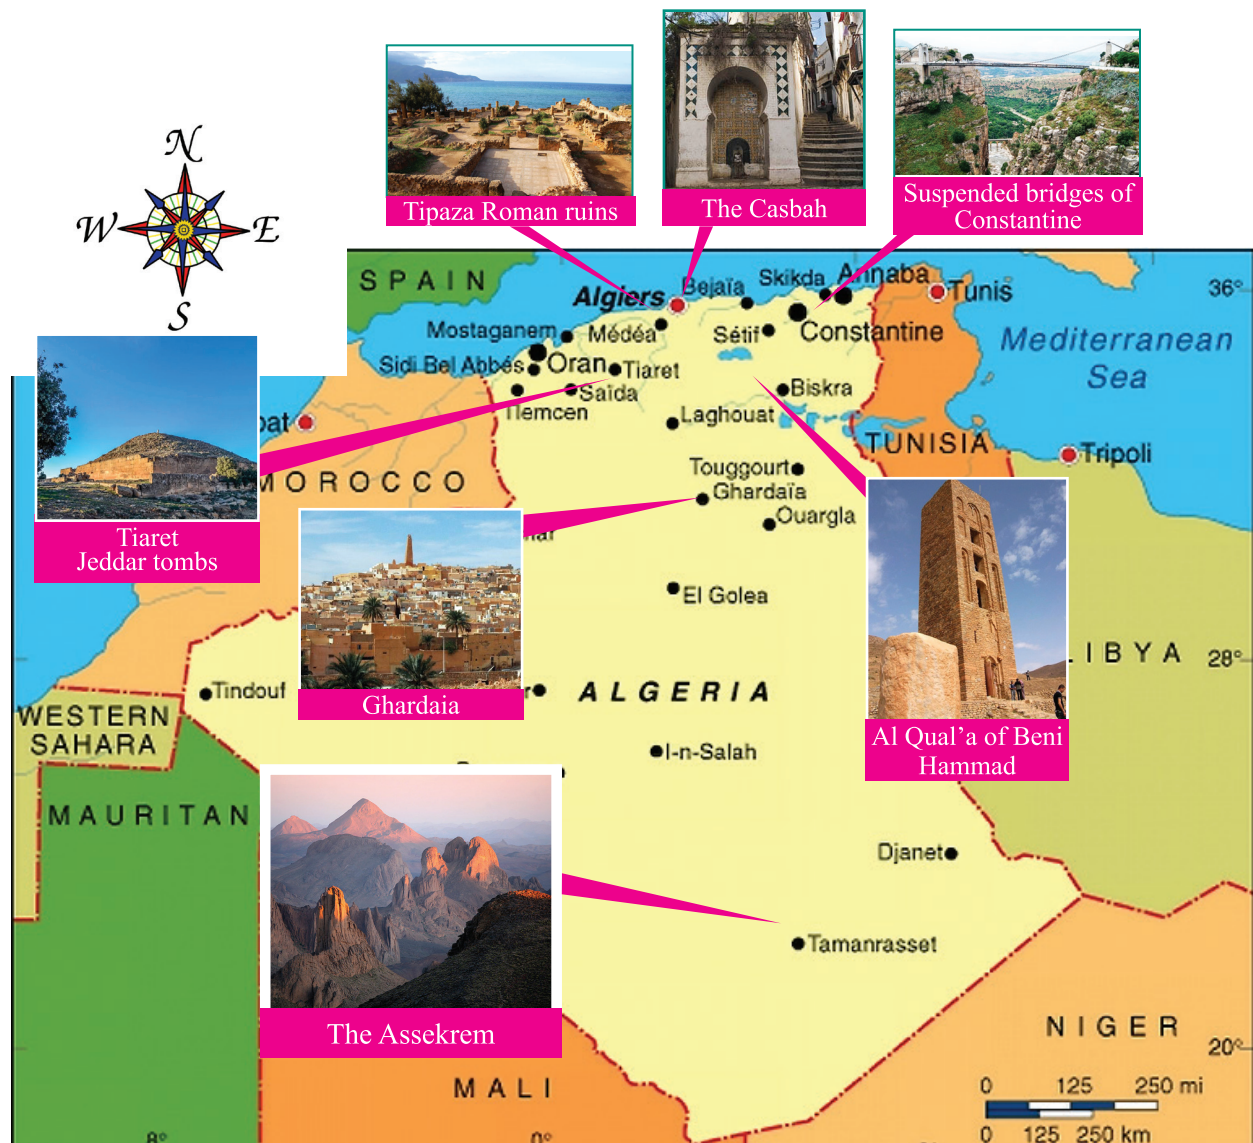 Tipaza Roman ruins
The Casbah
Suspended bridges of
Constantine
N
W
E
S
SPAIN
Algiers
Bejaïa
Skikda
Annaba
Tunis
36°
Mostaganem
Médéa
Sétif
Constantine
Mediterranean
Sea
Sidi Bel Abbés
Oran
Tiaret
Saïda
Biskra
Tlemcen
Laghouat
TUNISIA
Tripoli
MOROCCO
Touggourt
Ghardaïa
Ouargla
Tiaret
Jeddar tombs
El Golea
LIBYA
28°
Tindouf
ALGERIA
Ghardaia
WESTERN
SAHARA
I-n-Salah
Al Qual’a of Beni
Hammad
MAURITAN
Djanet
Tamanrasset
The Assekrem
NIGER
20°
MALI
0 125 250 mi
0 125 250 km
8°
0°